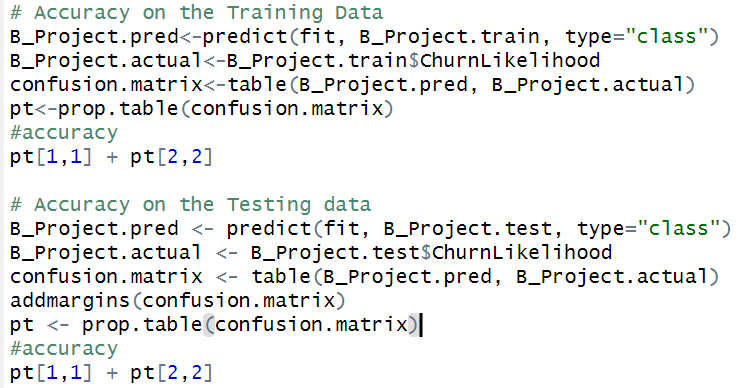 # Accuracy on the Training Data
B_Project.pred<-predict(fit, B_Project.train, type="class")
B_Project.actual<-B_Project.train$ChurnLikelihood
confusion.matrix<-table(B_Project.pred, B_Project.actual)
pt<-prop.table(confusion.matrix)
#accuracy
pt[1,1] + pt[2,2]

# Accuracy on the Testing data
B_Project.pred <- predict(fit, B_Project.test, type="class")
B_Project.actual <- B_Project.test$ChurnLikelihood
confusion.matrix <- table(B_Project.pred, B_Project.actual)
addmargins(confusion.matrix)
pt <- prop.table(confusion.matrix)
#accuracy
pt[1,1] + pt[2,2]